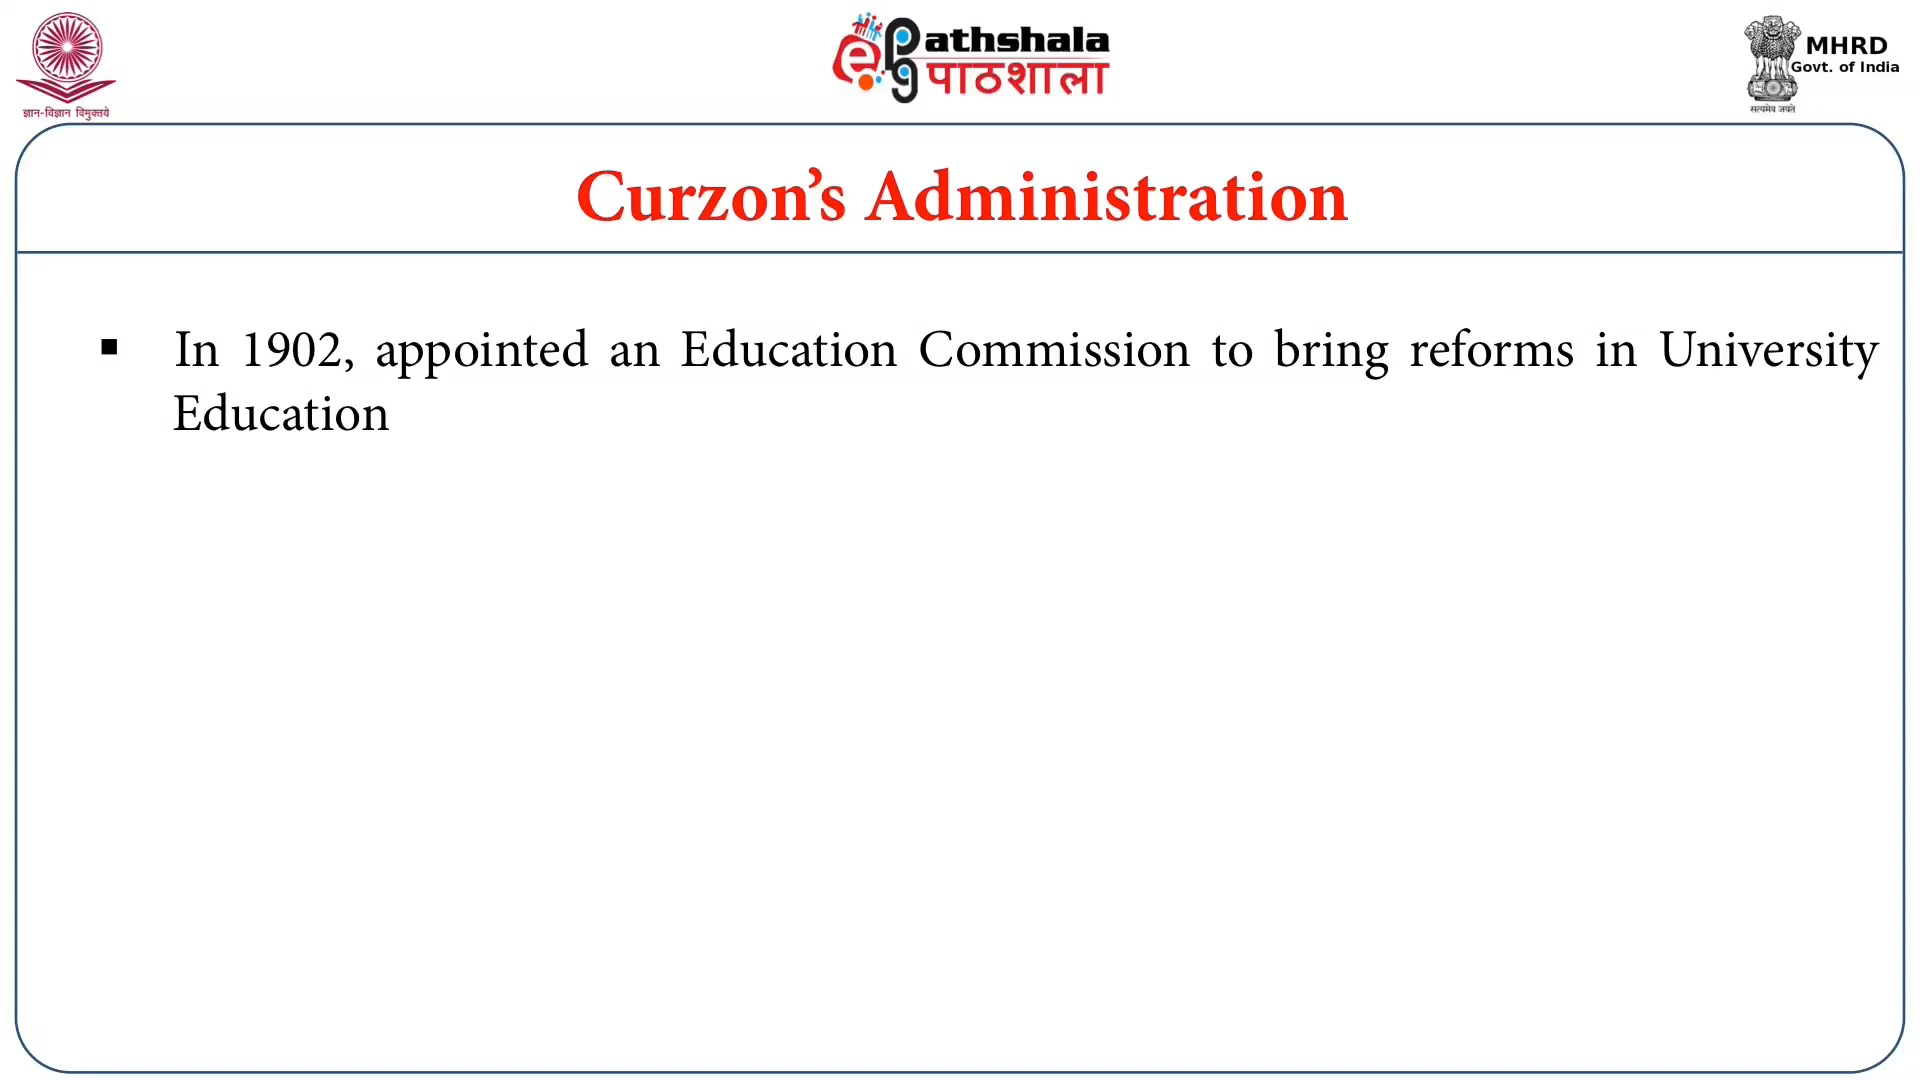 ज्ञान-विज्ञान विमुक्तये
ePathshala
पाठशाला
MHRD
Govt. of India
सत्यमेव जयते
Curzon’s Administration
▪ In 1902, appointed an Education Commission to bring reforms in University
Education